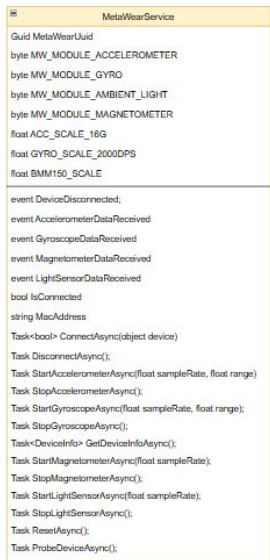 MetaWearService
Guid MetaWearUuid
byte MW_MODULE_ACCELEROMETER
byte MW_MODULE_GYRO
byte MW_MODULE_AMBIENT_LIGHT
byte MW_MODULE_MAGNETOMETER
float ACC_SCALE_16G
float GYRO_SCALE_2000DPS
float BMM150_SCALE
event DeviceDisconnected;
event AccelerometerDataReceived
event GyroscopeDataReceived
event MagnetometerDataReceived
event LightSensorDataReceived
bool IsConnected
string MacAddress
Task<bool> ConnectAsync(object device)
Task DisconnectAsync();
Task StartAccelerometerAsync(float sampleRate, float range)
Task StopAccelerometerAsync();
Task StartGyroscopeAsync(float sampleRate, float range);
Task StopGyroscopeAsync();
Task<DeviceInfo> GetDeviceInfoAsync();
Task StartMagnetometerAsync(float sampleRate);
Task StopMagnetometerAsync();
Task StartLightSensorAsync(float sampleRate);
Task StopLightSensorAsync();
Task ResetAsync();
Task ProbeDeviceAsync();